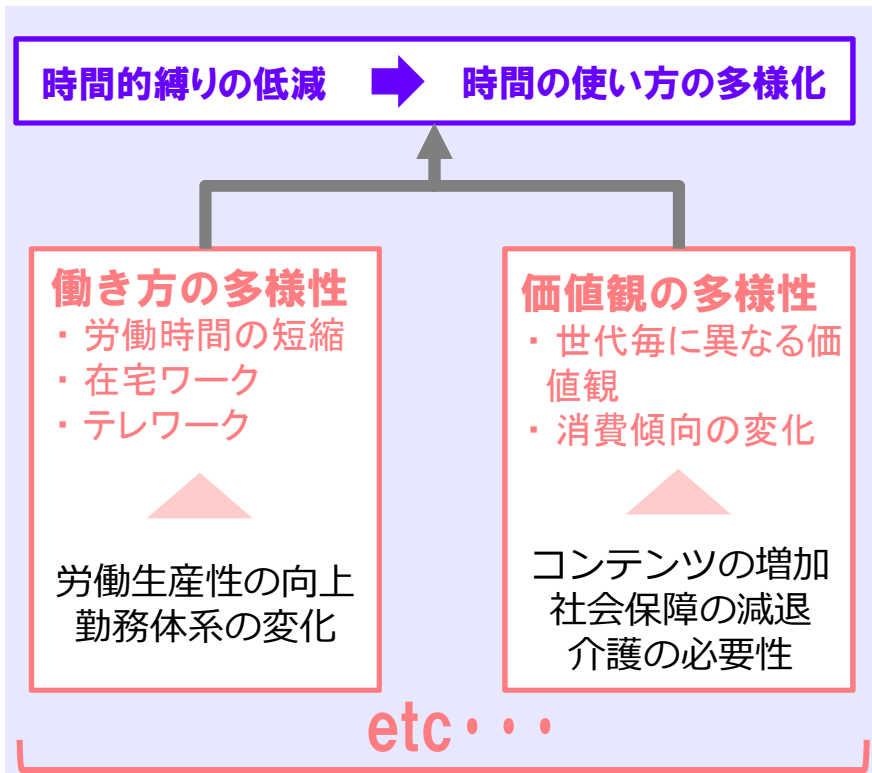 時間的縛りの低減 時間の使い方の多様化
働き方の多様性
・労働時間の短縮
・在宅ワーク
・テレワーク
労働生産性の向上
勤務体系の変化
価値観の多様性
・世代毎に異なる価
値観
・消費傾向の変化
コンテンツの増加
社会保障の減退
介護の必要性
etc・・・